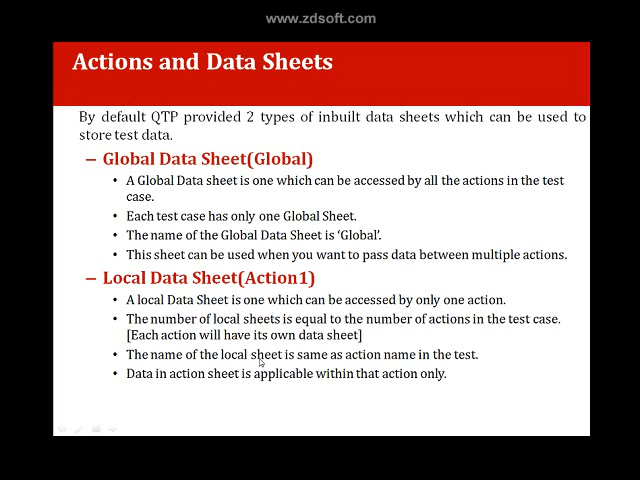 www.zdsoft.com
Actions and Data Sheets
By default QTP provided 2 types of inbuilt data sheets which can be used to
store test data.
– Global Data Sheet(Global)
• A Global Data sheet is one which can be accessed by all the actions in the test
case.
• Each test case has only one Global Sheet.
• The name of the Global Data Sheet is ‘Global’.
• This sheet can be used when you want to pass data between multiple actions.
– Local Data Sheet(Action1)
• A local Data Sheet is one which can be accessed by only one action.
• The number of local sheets is equal to the number of actions in the test case.
[Each action will have its own data sheet]
• The name of the local sheet is same as action name in the test.
• Data in action sheet is applicable within that action only.